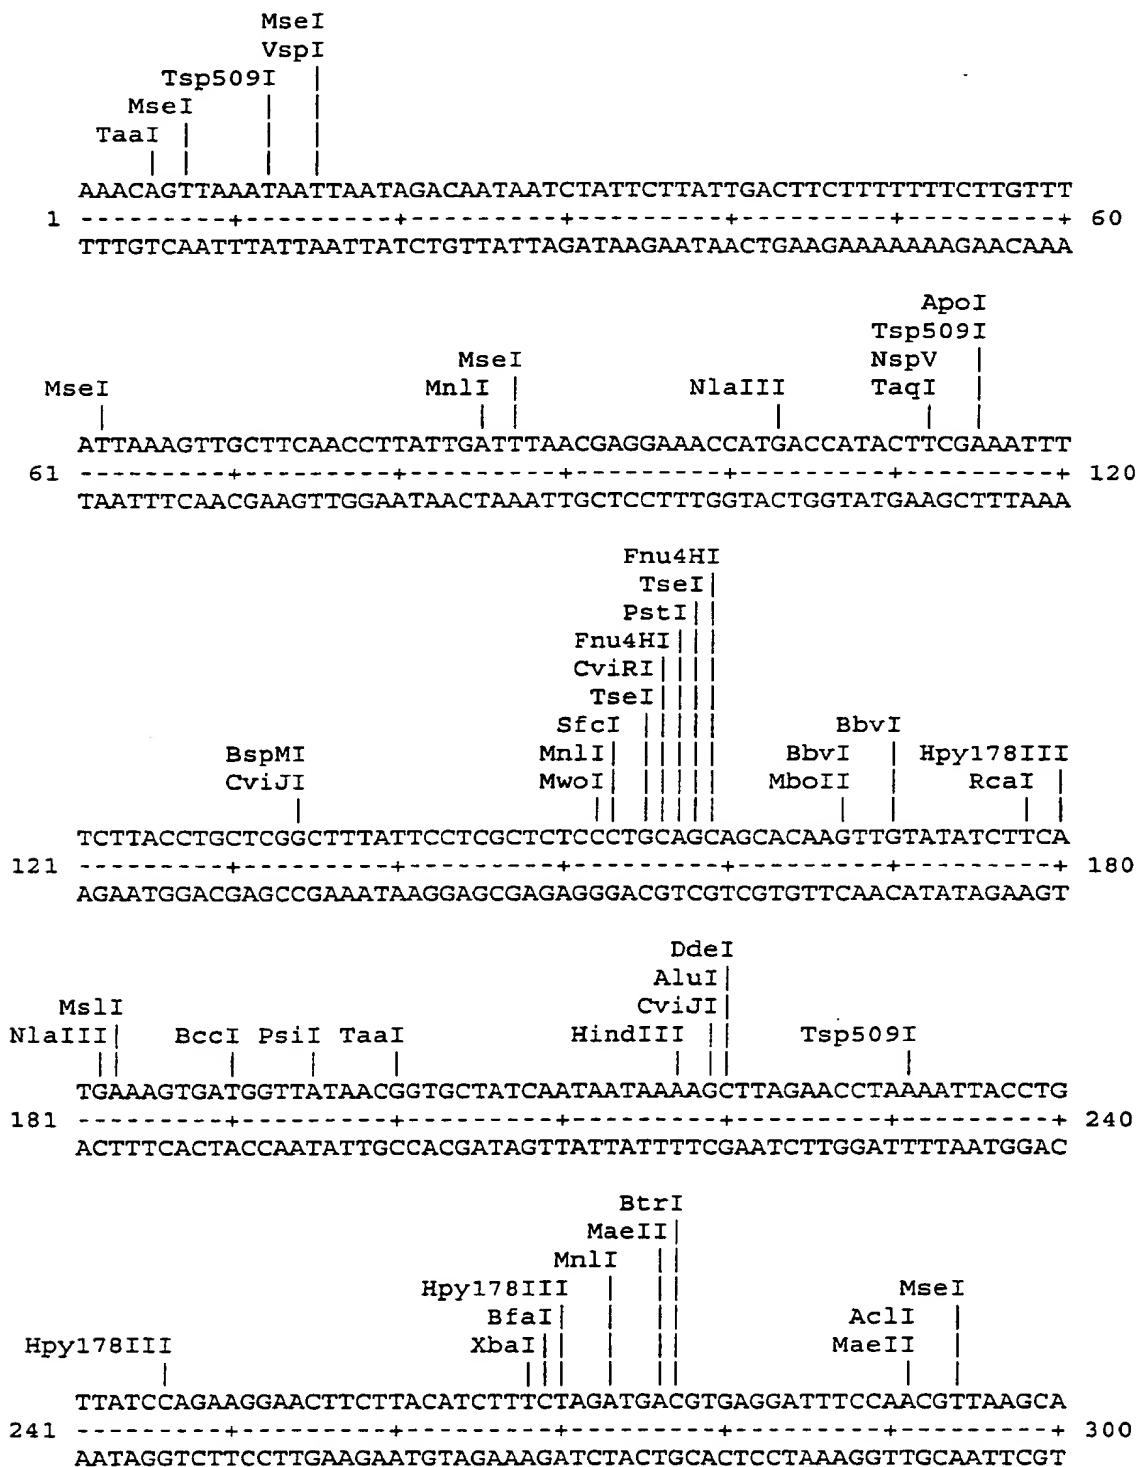 MseI
VspI
Tsp509I |
MseI | |
TaaI | | |
| | | |
AAACAGTTAAATAATTAATAGACAATAATCTATTCTTATTGACTTCTTTTTTTCTTGTTT
1 ---------+---------+---------+---------+---------+---------+ 60
TTTGTCAATTTATTAATTATCTGTTATTAGATAAGAATAACTGAAGAAAAAAAGAACAAA
ApoI
Tsp509I
MseI NspV |
MseI MnlI | NlaIII TaqI |
| | | | | |
ATTAAAGTTGCTTCAACCTTATTGATTTAACGAGGAAACCATGACCATACTTCGAAATTT
61 ---------+---------+---------+---------+---------+---------+ 120
TAATTTCAACGAAGTTGGAATAACTAAATTGCTCCTTTGGTACTGGTATGAAGCTTTAAA
Fnu4HI
TseI|
PstI||
Fnu4HI|||
CviRI||||
TseI|||||
SfcI |||||
BspMI MnlI| ||||| BbvI
CviJI MwoI| ||||| BbvI | Hpy178III
MboII | RcaI |
TCTTACCTGCTCGGCTTTATTCCTCGCTCTCCCTGCAGCAGCACAAGTTGTATATCTTCA
121 ---------+---------+---------+---------+---------+---------+ 180
AGAATGGACGAGCCGAAATAAGGAGCGAGAGGGACGTCGTCGTGTTCAACATATAGAAGT
DdeI
AluI|
MslI CviJI|
NlaIII| BccI PsiI TaaI HindIII || Tsp509I
|| | | | | || |
TGAAAGTGATGGTTATAACGGTGCTATCAATAATAAAAGCTTAGAACCTAAAATTACCTG
181 ---------+---------+---------+---------+---------+---------+ 240
ACTTTCACTACCAATATTGCCACGATAGTTATTATTTTCGAATCTTGGATTTTAATGGAC
BtrI
MaeII|
MnlI ||
Hpy178III | || MseI
BfaI| | || AclI |
Hpy178III XbaI|| | || MaeII |
| ||| | || | |
TTATCCAGAAGGAACTTCTTACATCTTTCTAGATGACGTGAGGATTTCCAACGTTAAGCA
241 ---------+---------+---------+---------+---------+---------+ 300
AATAGGTCTTCCTTGAAGAATGTAGAAAGATCTACTGCACTCCTAAAGGTTGCAATTCGT